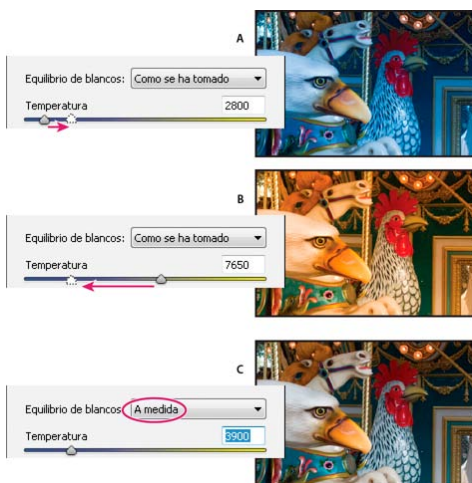 A
Equilibrio de blancos: Como se ha tomado
Temperatura 2800
B
Equilibrio de blancos: Como se ha tomado
Temperatura 7650
C
Equilibrio de blancos: A medida
Temperatura 3900